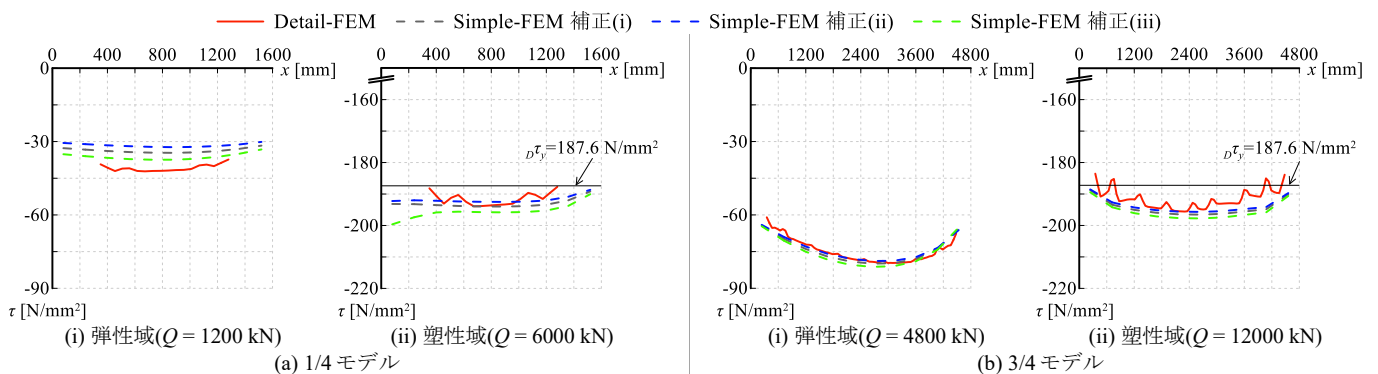 Detail-FEM Simple-FEM 補正(i) Simple-FEM 補正(ii) Simple-FEM 補正(iii)
0 400 800 1200 1600
x [mm]
0
-30
-60
-90
τ [N/mm²]
(i) 弾性域(Q = 1200 kN)
0 400 800 1200 1600
x [mm]
-160
-180
-200
-220
Dτy=187.6 N/mm²
τ [N/mm²]
(ii) 塑性域(Q = 6000 kN)
(a) 1/4 モデル
0 1200 2400 3600 4800
x [mm]
0
-30
-60
-90
τ [N/mm²]
(i) 弾性域(Q = 4800 kN)
0 1200 2400 3600 4800
x [mm]
-160
-180
-200
-220
Dτy=187.6 N/mm²
τ [N/mm²]
(ii) 塑性域(Q = 12000 kN)
(b) 3/4 モデル